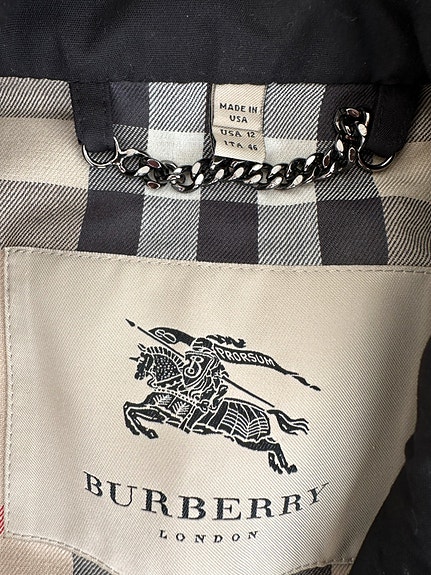 MADE IN
USA
USA 12
ITA 46
PRORSUM
BURBERRY
LONDON